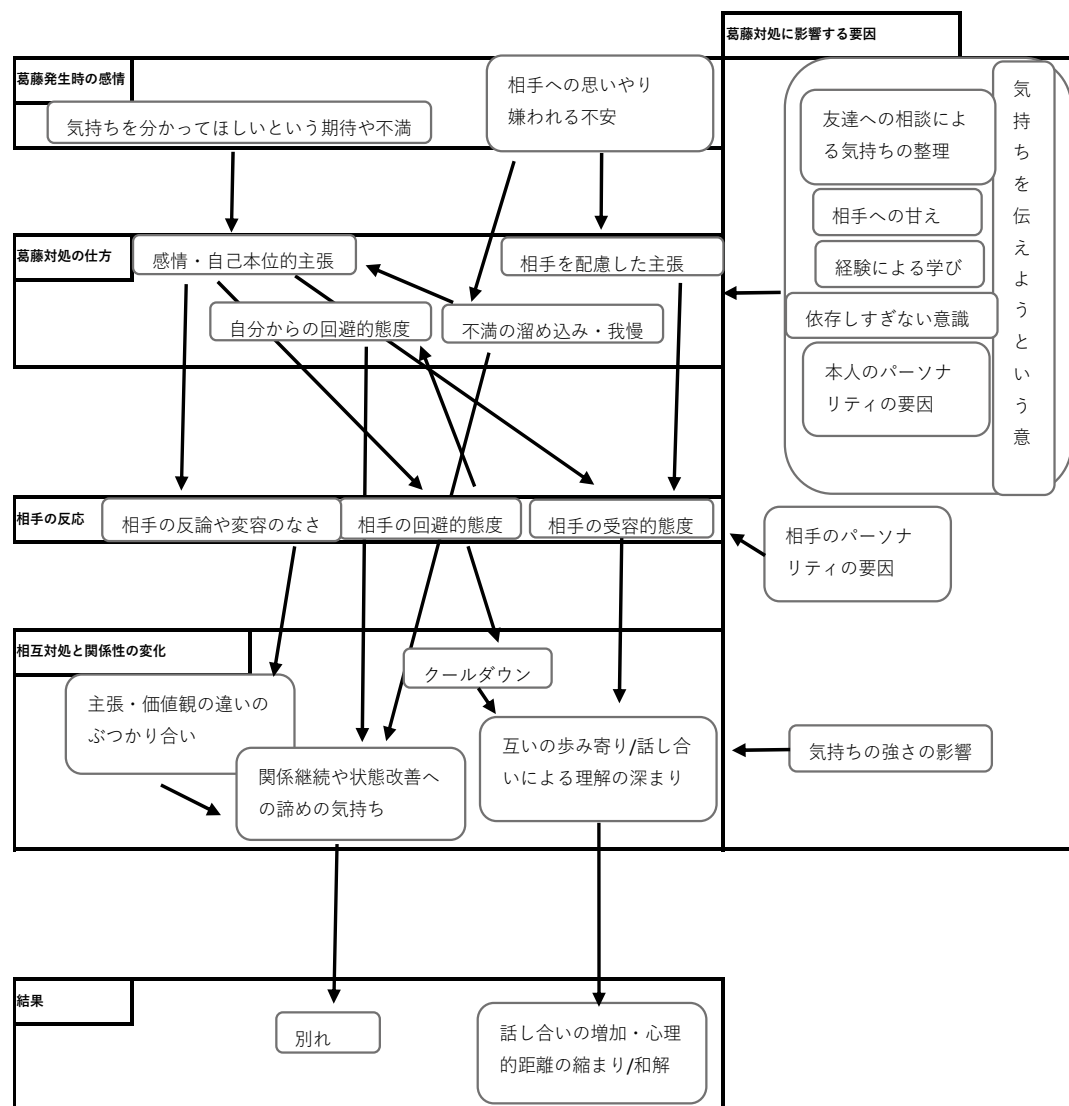 葛藤対処に影響する要因
葛藤発生時の感情
気持ちを分かってほしいという期待や不満
相手への思いやり
嫌われる不安
友達への相談によ
る気持ちの整理
相手への甘え
経験による学び
依存しすぎない意識
本人のパーソナ
リティの要因
気持ちを伝えようという意
葛藤対処の仕方
感情・自己本位的主張
相手を配慮した主張
自分からの回避的態度
不満の溜め込み・我慢
相手の反応
相手の反論や変容のなさ
相手の回避的態度
相手の受容的態度
相手のパーソナ
リティの要因
相互対処と関係性の変化
クールダウン
主張・価値観の違いの
ぶつかり合い
関係継続や状態改善へ
の諦めの気持ち
互いの歩み寄り/話し合
いによる理解の深まり
気持ちの強さの影響
結果
別れ
話し合いの増加・心理
的距離の縮まり/和解